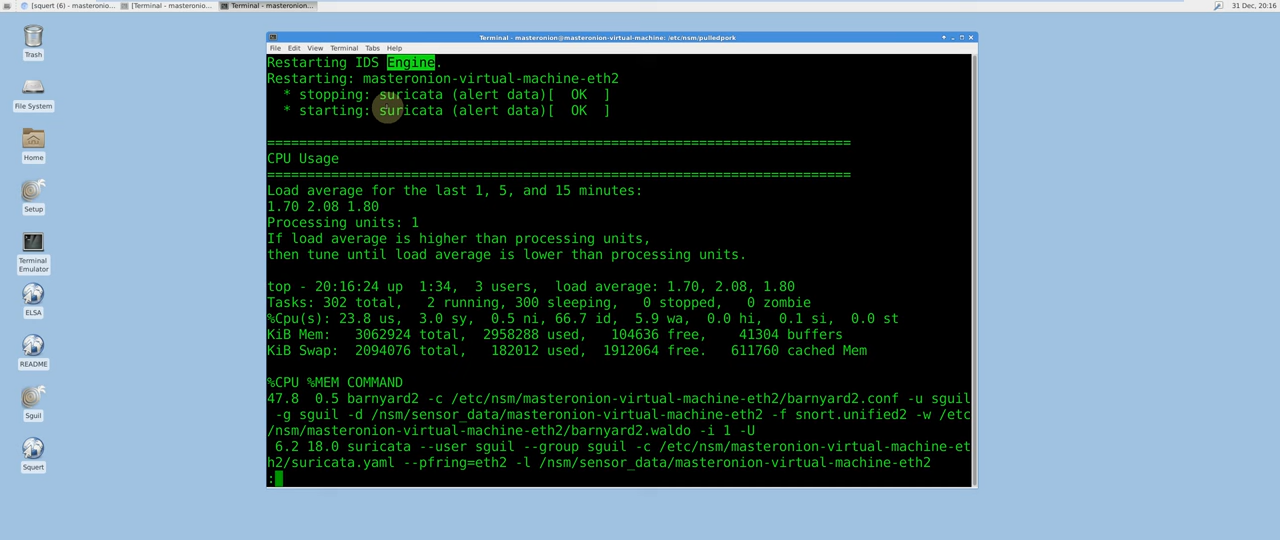 [squert (6) - masteronio...
[Terminal - masteronion...
Terminal - masteronion...
31 Dec, 20:16
Trash
File System
Home
Setup
Terminal
Emulator
ELSA
README
Sguil
Squert
Terminal - masteronion@masteronion-virtual-machine: /etc/nsm/pulledpork
File Edit View Terminal Tabs Help
Restarting IDS Engine.
Restarting: masteronion-virtual-machine-eth2
  * stopping: suricata (alert data)[  OK  ]
  * starting: suricata (alert data)[  OK  ]
=========================================================================
CPU Usage
=========================================================================
Load average for the last 1, 5, and 15 minutes:
1.70 2.08 1.80
Processing units: 1
If load average is higher than processing units,
then tune until load average is lower than processing units.
top - 20:16:24 up  1:34,  3 users,  load average: 1.70, 2.08, 1.80
Tasks: 302 total,   2 running, 300 sleeping,   0 stopped,   0 zombie
%Cpu(s): 23.8 us,  3.0 sy,  0.5 ni, 66.7 id,  5.9 wa,  0.0 hi,  0.1 si,  0.0 st
KiB Mem:   3062924 total,  2958288 used,   104636 free,    41304 buffers
KiB Swap:  2094076 total,   182012 used,  1912064 free.   611760 cached Mem
%CPU %MEM COMMAND
47.8  0.5 barnyard2 -c /etc/nsm/masteronion-virtual-machine-eth2/barnyard2.conf -u sguil
 -g sguil -d /nsm/sensor_data/masteronion-virtual-machine-eth2 -f snort.unified2 -w /etc
/nsm/masteronion-virtual-machine-eth2/barnyard2.waldo -i 1 -U
 6.2 18.0 suricata --user sguil --group sguil -c /etc/nsm/masteronion-virtual-machine-et
h2/suricata.yaml --pfring=eth2 -l /nsm/sensor_data/masteronion-virtual-machine-eth2
: